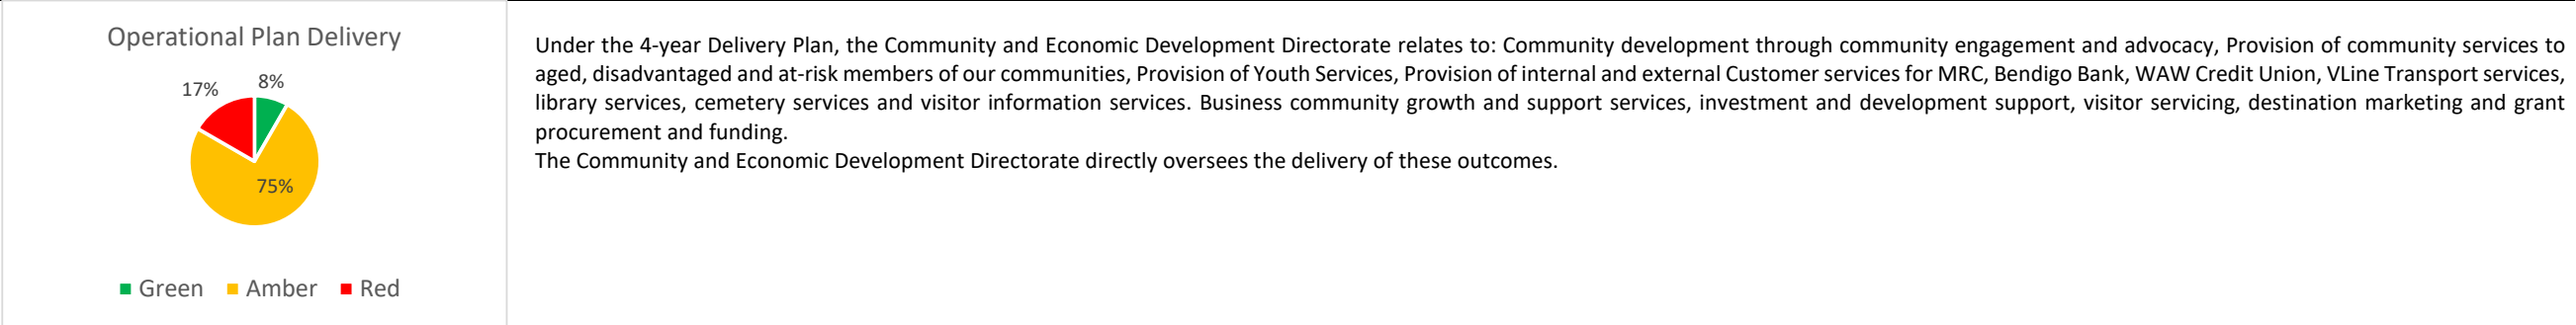 Operational Plan Delivery
17%
8%
75%
Green Amber Red
Under the 4-year Delivery Plan, the Community and Economic Development Directorate relates to: Community development through community engagement and advocacy, Provision of community services to
aged, disadvantaged and at-risk members of our communities, Provision of Youth Services, Provision of internal and external Customer services for MRC, Bendigo Bank, WAW Credit Union, VLine Transport services,
library services, cemetery services and visitor information services. Business community growth and support services, investment and development support, visitor servicing, destination marketing and grant
procurement and funding.
The Community and Economic Development Directorate directly oversees the delivery of these outcomes.